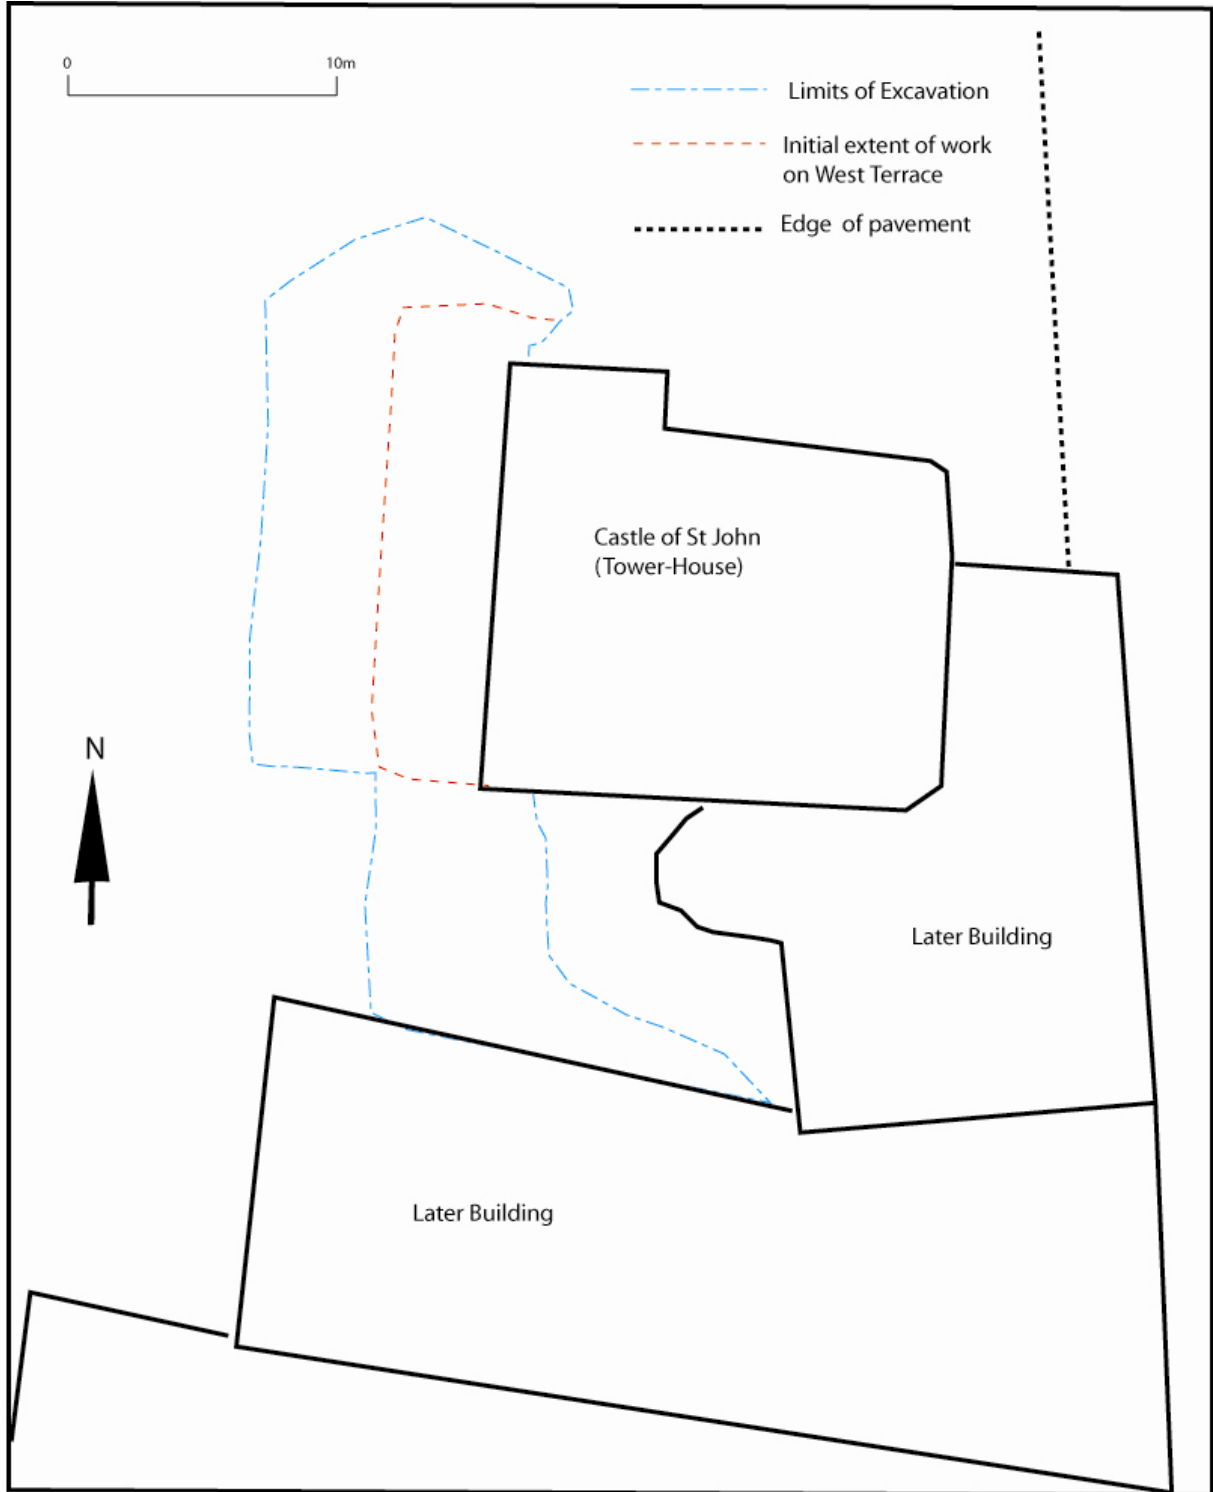 0 10m
Limits of Excavation
Initial extent of work
on West Terrace
Edge of pavement
Castle of St John
(Tower-House)
N
Later Building
Later Building